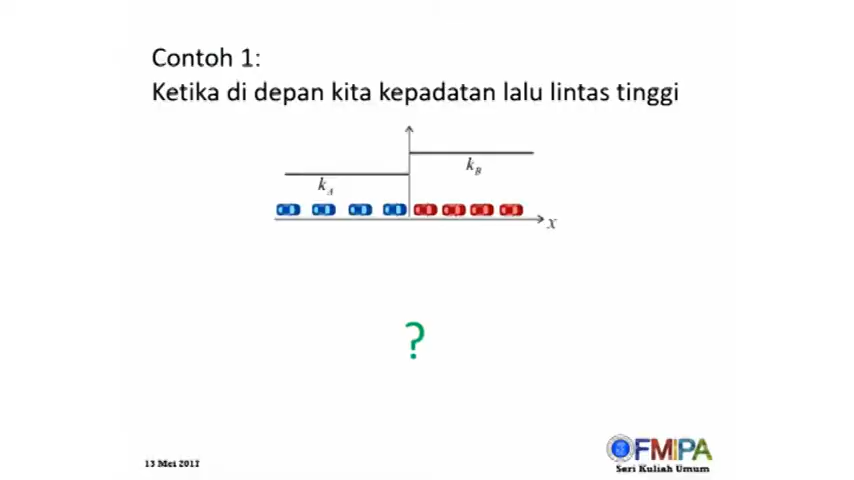 Contoh 1:
Ketika di depan kita kepadatan lalu lintas tinggi
k_B
k_A
x
?
13 Mei 2017
FMIPA
Seri Kuliah Umum